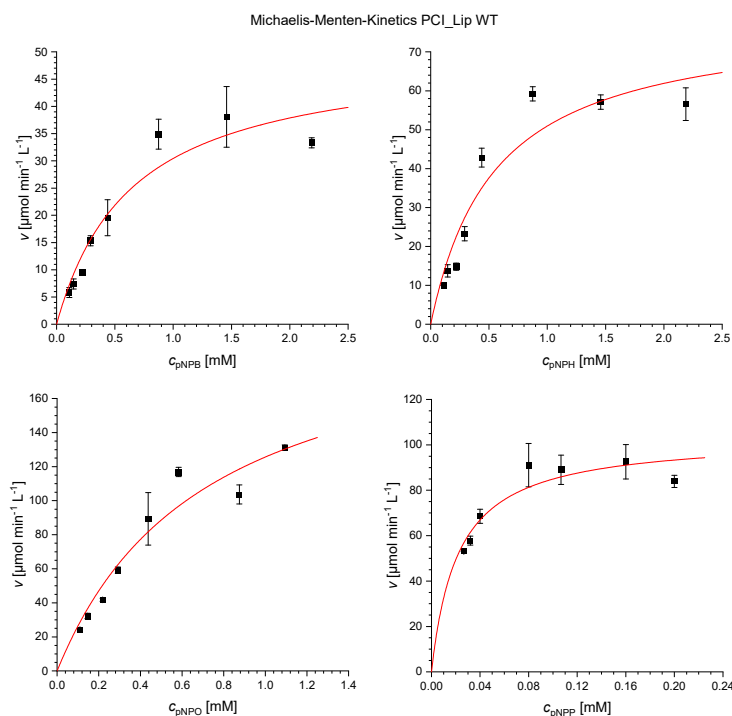 Michaelis-Menten-Kinetics PCI_Lip WT
50
45
40
35
30
25
20
15
10
5
0
v [µmol min⁻¹ L⁻¹]
0.0 0.5 1.0 1.5 2.0 2.5
c_pNPB [mM]
80
70
60
50
40
30
20
10
0
v [µmol min⁻¹ L⁻¹]
0.0 0.5 1.0 1.5 2.0 2.5
c_pNPH [mM]
160
140
120
100
80
60
40
20
0
v [µmol min⁻¹ L⁻¹]
0.0 0.2 0.4 0.6 0.8 1.0 1.2 1.4
c_pNPO [mM]
120
100
80
60
40
20
0
v [µmol min⁻¹ L⁻¹]
0.00 0.04 0.08 0.12 0.16 0.20 0.24
c_pNPP [mM]